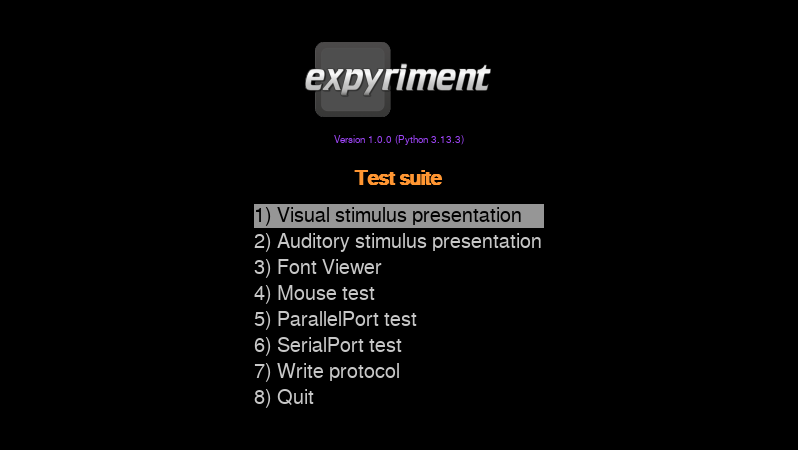 expyriment
Version 1.0.0 (Python 3.13.3)
Test suite
1) Visual stimulus presentation
2) Auditory stimulus presentation
3) Font Viewer
4) Mouse test
5) ParallelPort test
6) SerialPort test
7) Write protocol
8) Quit